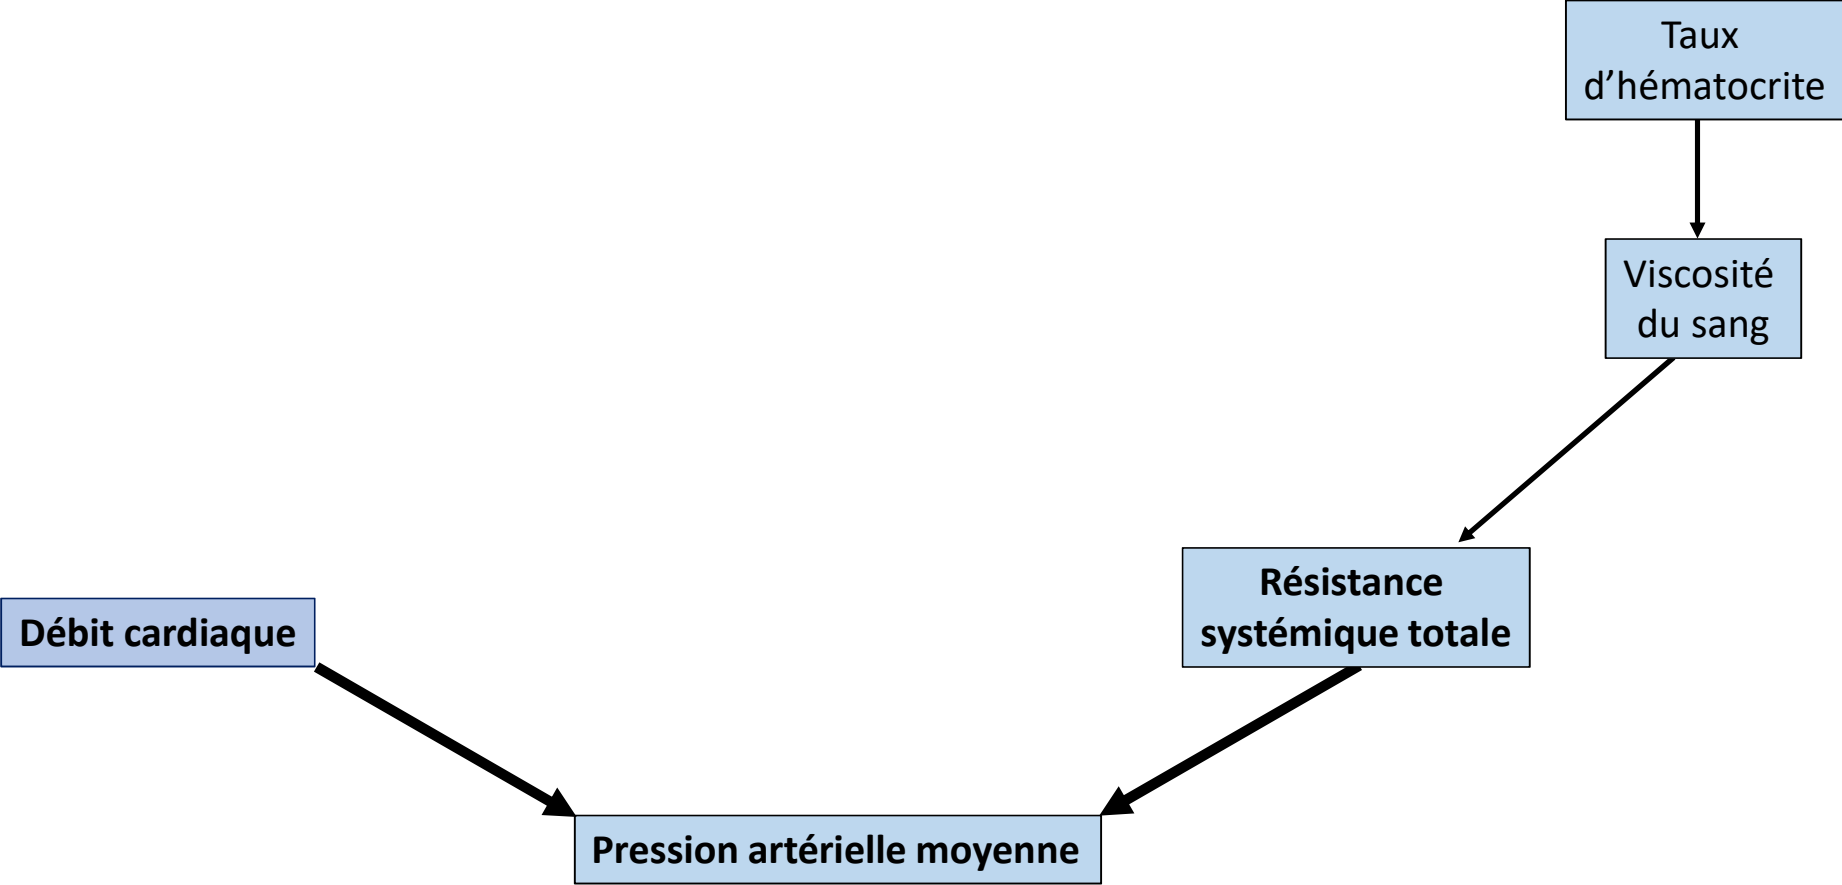 Taux
d’hématocrite
Viscosité
du sang
Résistance
systémique totale
Débit cardiaque
Pression artérielle moyenne